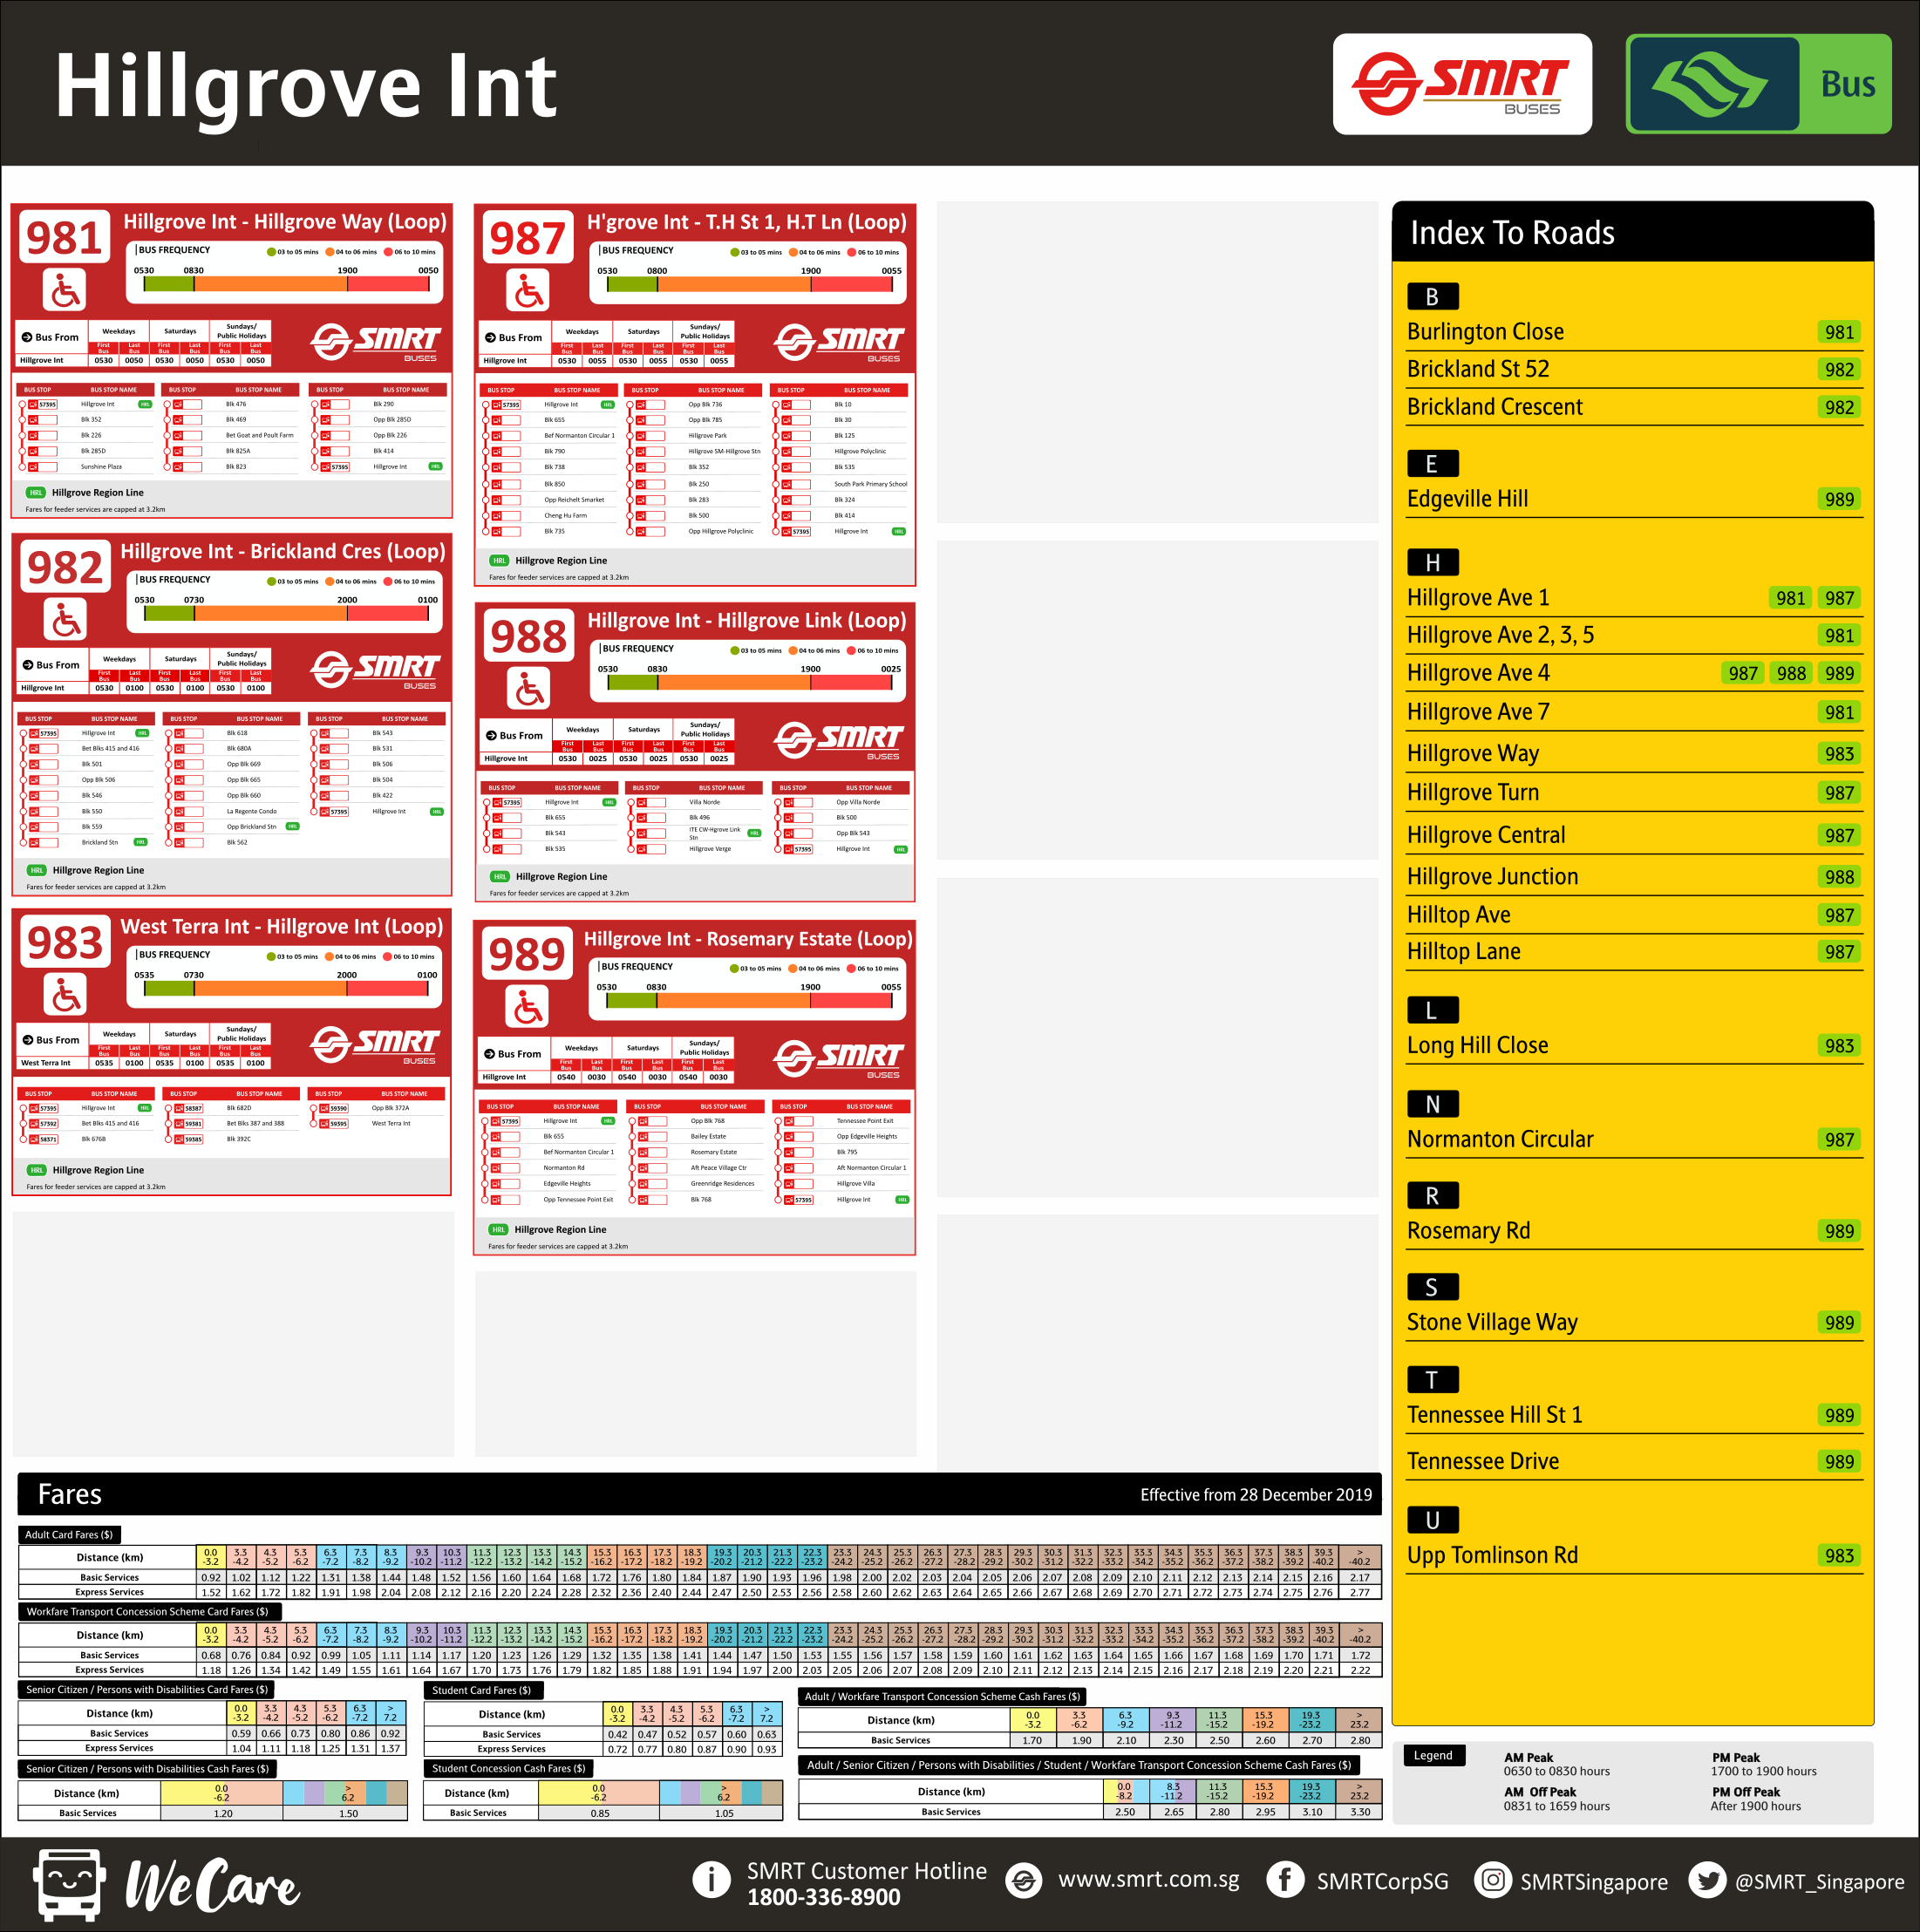 Hillgrove Int
SMRT
BUSES
Bus
981
Hillgrove Int - Hillgrove Way (Loop)
BUS FREQUENCY 03 to 05 mins 04 to 06 mins 06 to 10 mins
0530 0830 1900 0050
Bus From Weekdays Saturdays Sundays/ Public Holidays
First Bus Last Bus First Bus Last Bus First Bus Last Bus
Hillgrove Int 0530 0050 0530 0050 0530 0050
SMRT
BUSES
BUS STOP BUS STOP NAME BUS STOP BUS STOP NAME BUS STOP BUS STOP NAME
57395 Hillgrove Int HRL Blk 476 Blk 290
Blk 352 Blk 469 Opp Blk 285D
Blk 226 Bet Goat and Poult Farm Opp Blk 226
Blk 285D Blk 825A Blk 414
Sunshine Plaza Blk 823 57395 Hillgrove Int HRL
HRL Hillgrove Region Line
Fares for feeder services are capped at 3.2km
982
Hillgrove Int - Brickland Cres (Loop)
BUS FREQUENCY 03 to 05 mins 04 to 06 mins 06 to 10 mins
0530 0730 2000 0100
Bus From Weekdays Saturdays Sundays/ Public Holidays
First Bus Last Bus First Bus Last Bus First Bus Last Bus
Hillgrove Int 0530 0100 0530 0100 0530 0100
SMRT
BUSES
BUS STOP BUS STOP NAME BUS STOP BUS STOP NAME BUS STOP BUS STOP NAME
57395 Hillgrove Int HRL Blk 618 Blk 543
Bet Blks 415 and 416 Blk 680A Blk 531
Blk 501 Opp Blk 669 Blk 506
Opp Blk 506 Opp Blk 665 Blk 504
Blk 546 Opp Blk 660 Blk 422
Blk 550 La Regente Condo 57395 Hillgrove Int HRL
Blk 559 Opp Brickland Stn HRL
Brickland Stn HRL Blk 562
HRL Hillgrove Region Line
Fares for feeder services are capped at 3.2km
983
West Terra Int - Hillgrove Int (Loop)
BUS FREQUENCY 03 to 05 mins 04 to 06 mins 06 to 10 mins
0535 0730 2000 0100
Bus From Weekdays Saturdays Sundays/ Public Holidays
First Bus Last Bus First Bus Last Bus First Bus Last Bus
West Terra Int 0535 0100 0535 0100 0535 0100
SMRT
BUSES
BUS STOP BUS STOP NAME BUS STOP BUS STOP NAME BUS STOP BUS STOP NAME
57395 Hillgrove Int HRL 58387 Blk 682D 59390 Opp Blk 372A
57392 Bet Blks 415 and 416 59381 Bet Blks 387 and 388 59395 West Terra Int
58371 Blk 676B 59385 Blk 392C
HRL Hillgrove Region Line
Fares for feeder services are capped at 3.2km
987
H'grove Int - T.H St 1, H.T Ln (Loop)
BUS FREQUENCY 03 to 05 mins 04 to 06 mins 06 to 10 mins
0530 0800 1900 0055
Bus From Weekdays Saturdays Sundays/ Public Holidays
First Bus Last Bus First Bus Last Bus First Bus Last Bus
Hillgrove Int 0530 0055 0530 0055 0530 0055
SMRT
BUSES
BUS STOP BUS STOP NAME BUS STOP BUS STOP NAME BUS STOP BUS STOP NAME
57395 Hillgrove Int HRL Opp Blk 736 Blk 10
Blk 655 Opp Blk 785 Blk 30
Bef Normanton Circular 1 Hillgrove Park Blk 125
Blk 790 Hillgrove SM-Hillgrove Stn Hillgrove Polyclinic
Blk 738 Blk 352 Blk 535
Blk 850 Blk 250 South Park Primary School
Opp Reichelt Smarket Blk 283 Blk 324
Cheng Hu Farm Blk 500 Blk 414
Blk 735 Opp Hillgrove Polyclinic 57395 Hillgrove Int HRL
HRL Hillgrove Region Line
Fares for feeder services are capped at 3.2km
988
Hillgrove Int - Hillgrove Link (Loop)
BUS FREQUENCY 03 to 05 mins 04 to 06 mins 06 to 10 mins
0530 0830 1900 0025
Bus From Weekdays Saturdays Sundays/ Public Holidays
First Bus Last Bus First Bus Last Bus First Bus Last Bus
Hillgrove Int 0530 0025 0530 0025 0530 0025
SMRT
BUSES
BUS STOP BUS STOP NAME BUS STOP BUS STOP NAME BUS STOP BUS STOP NAME
57395 Hillgrove Int HRL Villa Norde Opp Villa Norde
Blk 655 Blk 496 Blk 500
Blk 543 ITE CW-Hgrove Link Stn HRL Opp Blk 543
Blk 535 Hillgrove Verge 57395 Hillgrove Int HRL
HRL Hillgrove Region Line
Fares for feeder services are capped at 3.2km
989
Hillgrove Int - Rosemary Estate (Loop)
BUS FREQUENCY 03 to 05 mins 04 to 06 mins 06 to 10 mins
0530 0830 1900 0055
Bus From Weekdays Saturdays Sundays/ Public Holidays
First Bus Last Bus First Bus Last Bus First Bus Last Bus
Hillgrove Int 0540 0030 0540 0030 0540 0030
SMRT
BUSES
BUS STOP BUS STOP NAME BUS STOP BUS STOP NAME BUS STOP BUS STOP NAME
57395 Hillgrove Int HRL Opp Blk 768 Tennessee Point Exit
Blk 655 Bailey Estate Opp Edgeville Heights
Bef Normanton Circular 1 Rosemary Estate Blk 795
Normanton Rd Aft Peace Village Ctr Aft Normanton Circular 1
Edgeville Heights Greenridge Residences Hillgrove Villa
Opp Tennessee Point Exit Blk 768 57395 Hillgrove Int HRL
HRL Hillgrove Region Line
Fares for feeder services are capped at 3.2km
Index To Roads
B
Burlington Close 981
Brickland St 52 982
Brickland Crescent 982
E
Edgeville Hill 989
H
Hillgrove Ave 1 981 987
Hillgrove Ave 2, 3, 5 981
Hillgrove Ave 4 987 988 989
Hillgrove Ave 7 981
Hillgrove Way 983
Hillgrove Turn 987
Hillgrove Central 987
Hillgrove Junction 988
Hilltop Ave 987
Hilltop Lane 987
L
Long Hill Close 983
N
Normanton Circular 987
R
Rosemary Rd 989
S
Stone Village Way 989
T
Tennessee Hill St 1 989
Tennessee Drive 989
U
Upp Tomlinson Rd 983
Fares Effective from 28 December 2019
Adult Card Fares ($)
Distance (km) 0.0 -3.2 3.3 -4.2 4.3 -5.2 5.3 -6.2 6.3 -7.2 7.3 -8.2 8.3 -9.2 9.3 -10.2 10.3 -11.2 11.3 -12.2 12.3 -13.2 13.3 -14.2 14.3 -15.2 15.3 -16.2 16.3 -17.2 17.3 -18.2 18.3 -19.2 19.3 -20.2 20.3 -21.2 21.3 -22.2 22.3 -23.2 23.3 -24.2 24.3 -25.2 25.3 -26.2 26.3 -27.2 27.3 -28.2 28.3 -29.2 29.3 -30.2 30.3 -31.2 31.3 -32.2 32.3 -33.2 33.3 -34.2 34.3 -35.2 35.3 -36.2 36.3 -37.2 37.3 -38.2 38.3 -39.2 39.3 -40.2 > -40.2
Basic Services 0.92 1.02 1.12 1.22 1.31 1.38 1.44 1.48 1.52 1.56 1.60 1.64 1.68 1.72 1.76 1.80 1.84 1.87 1.90 1.93 1.96 1.98 2.00 2.02 2.03 2.04 2.05 2.06 2.07 2.08 2.09 2.10 2.11 2.12 2.13 2.14 2.15 2.16 2.17
Express Services 1.52 1.62 1.72 1.82 1.91 1.98 2.04 2.08 2.12 2.16 2.20 2.24 2.28 2.32 2.36 2.40 2.44 2.47 2.50 2.53 2.56 2.58 2.60 2.62 2.63 2.64 2.65 2.66 2.67 2.68 2.69 2.70 2.71 2.72 2.73 2.74 2.75 2.76 2.77
Workfare Transport Concession Scheme Card Fares ($)
Distance (km) 0.0 -3.2 3.3 -4.2 4.3 -5.2 5.3 -6.2 6.3 -7.2 7.3 -8.2 8.3 -9.2 9.3 -10.2 10.3 -11.2 11.3 -12.2 12.3 -13.2 13.3 -14.2 14.3 -15.2 15.3 -16.2 16.3 -17.2 17.3 -18.2 18.3 -19.2 19.3 -20.2 20.3 -21.2 21.3 -22.2 22.3 -23.2 23.3 -24.2 24.3 -25.2 25.3 -26.2 26.3 -27.2 27.3 -28.2 28.3 -29.2 29.3 -30.2 30.3 -31.2 31.3 -32.2 32.3 -33.2 33.3 -34.2 34.3 -35.2 35.3 -36.2 36.3 -37.2 37.3 -38.2 38.3 -39.2 39.3 -40.2 > -40.2
Basic Services 0.68 0.76 0.84 0.92 0.99 1.05 1.11 1.14 1.17 1.20 1.23 1.26 1.29 1.32 1.35 1.38 1.41 1.44 1.47 1.50 1.53 1.55 1.56 1.57 1.58 1.59 1.60 1.61 1.62 1.63 1.64 1.65 1.66 1.67 1.68 1.69 1.70 1.71 1.72
Express Services 1.18 1.26 1.34 1.42 1.49 1.55 1.61 1.64 1.67 1.70 1.73 1.76 1.79 1.82 1.85 1.88 1.91 1.94 1.97 2.00 2.03 2.05 2.06 2.07 2.08 2.09 2.10 2.11 2.12 2.13 2.14 2.15 2.16 2.17 2.18 2.19 2.20 2.21 2.22
Senior Citizen / Persons with Disabilities Card Fares ($)
Distance (km) 0.0 -3.2 3.3 -4.2 4.3 -5.2 5.3 -6.2 6.3 -7.2 > 7.2
Basic Services 0.59 0.66 0.73 0.80 0.86 0.92
Express Services 1.04 1.11 1.18 1.25 1.31 1.37
Student Card Fares ($)
Distance (km) 0.0 -3.2 3.3 -4.2 4.3 -5.2 5.3 -6.2 6.3 -7.2 > 7.2
Basic Services 0.42 0.47 0.52 0.57 0.60 0.63
Express Services 0.72 0.77 0.80 0.87 0.90 0.93
Adult / Workfare Transport Concession Scheme Cash Fares ($)
Distance (km) 0.0 -3.2 3.3 -6.2 6.3 -9.2 9.3 -11.2 11.3 -15.2 15.3 -19.2 19.3 -23.2 > 23.2
Basic Services 1.70 1.90 2.10 2.30 2.50 2.60 2.70 2.80
Senior Citizen / Persons with Disabilities Cash Fares ($)
Distance (km) 0.0 -6.2 > 6.2
Basic Services 1.20 1.50
Student Concession Cash Fares ($)
Distance (km) 0.0 -6.2 > 6.2
Basic Services 0.85 1.05
Adult / Senior Citizen / Persons with Disabilities / Student / Workfare Transport Concession Scheme Cash Fares ($)
Distance (km) 0.0 -8.2 8.3 -11.2 11.3 -15.2 15.3 -19.2 19.3 -23.2 > 23.2
Basic Services 2.50 2.65 2.80 2.95 3.10 3.30
Legend
AM Peak
0630 to 0830 hours
AM Off Peak
0831 to 1659 hours
PM Peak
1700 to 1900 hours
PM Off Peak
After 1900 hours
WeCare
i
SMRT Customer Hotline
1800-336-8900
www.smrt.com.sg
SMRTCorpSG
SMRTSingapore
@SMRT_Singapore